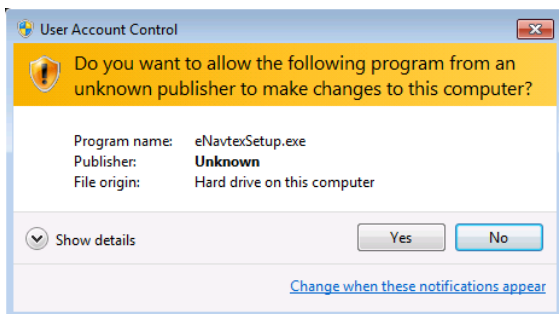 User Account Control
Do you want to allow the following program from an
unknown publisher to make changes to this computer?
Program name: eNavtexSetup.exe
Publisher: Unknown
File origin: Hard drive on this computer
Show details
Yes
No
Change when these notifications appear